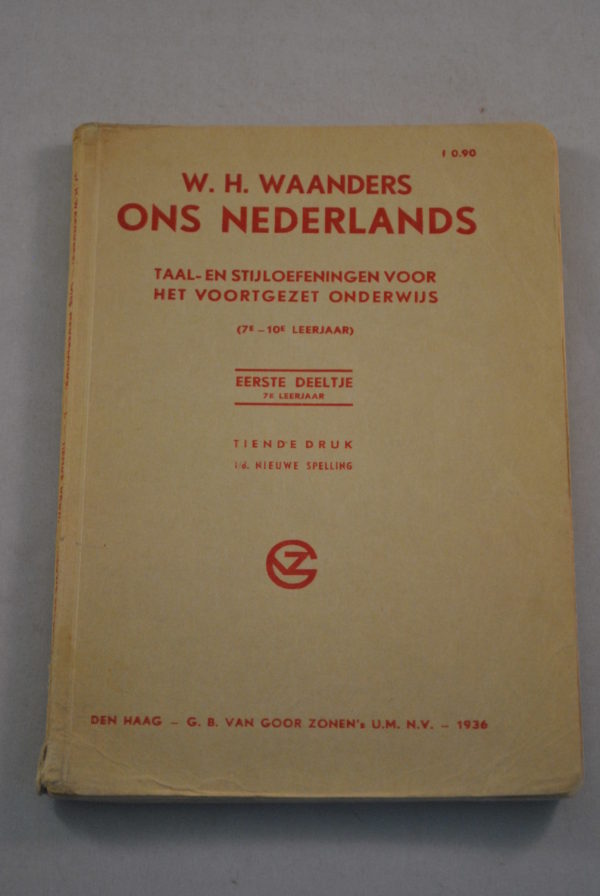 f 0.90
W. H. WAANDERS
ONS NEDERLANDS
TAAL- EN STIJLOEFENINGEN VOOR
HET VOORTGEZET ONDERWIJS
(7E – 10E LEERJAAR)
EERSTE DEELTJE
7E LEERJAAR
TIENDE DRUK
i/d. NIEUWE SPELLING
GVZ
DEN HAAG – G. B. VAN GOOR ZONEN's U.M. N.V. – 1936